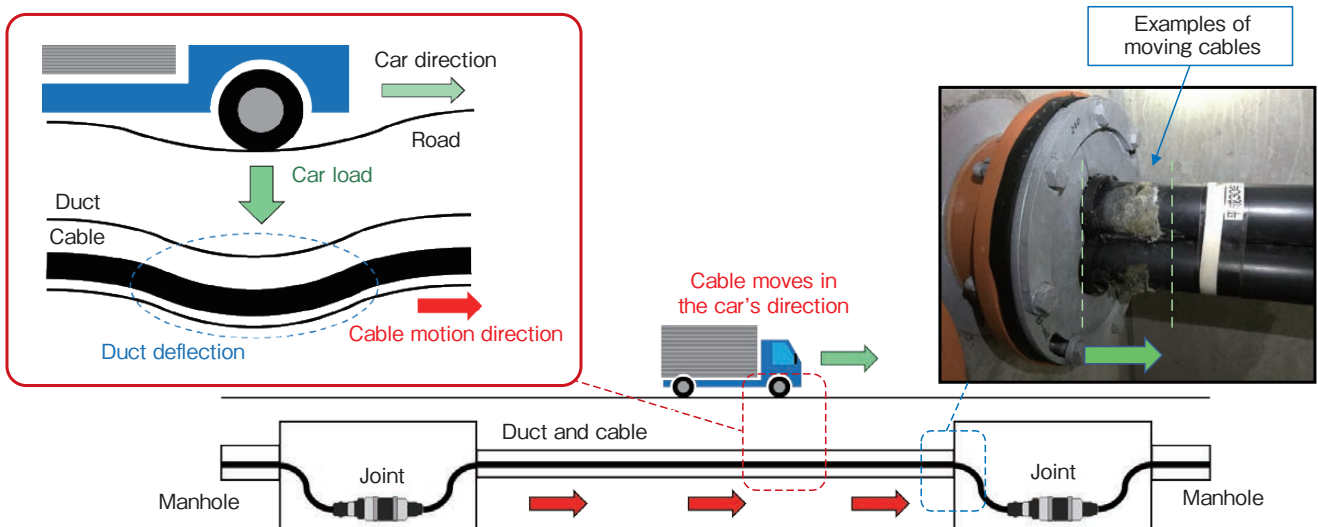 Car direction
Road
Car load
Duct
Cable
Cable motion direction
Duct deflection
Examples of
moving cables
Cable moves in
the car's direction
Duct and cable
Joint
Manhole
Joint
Manhole